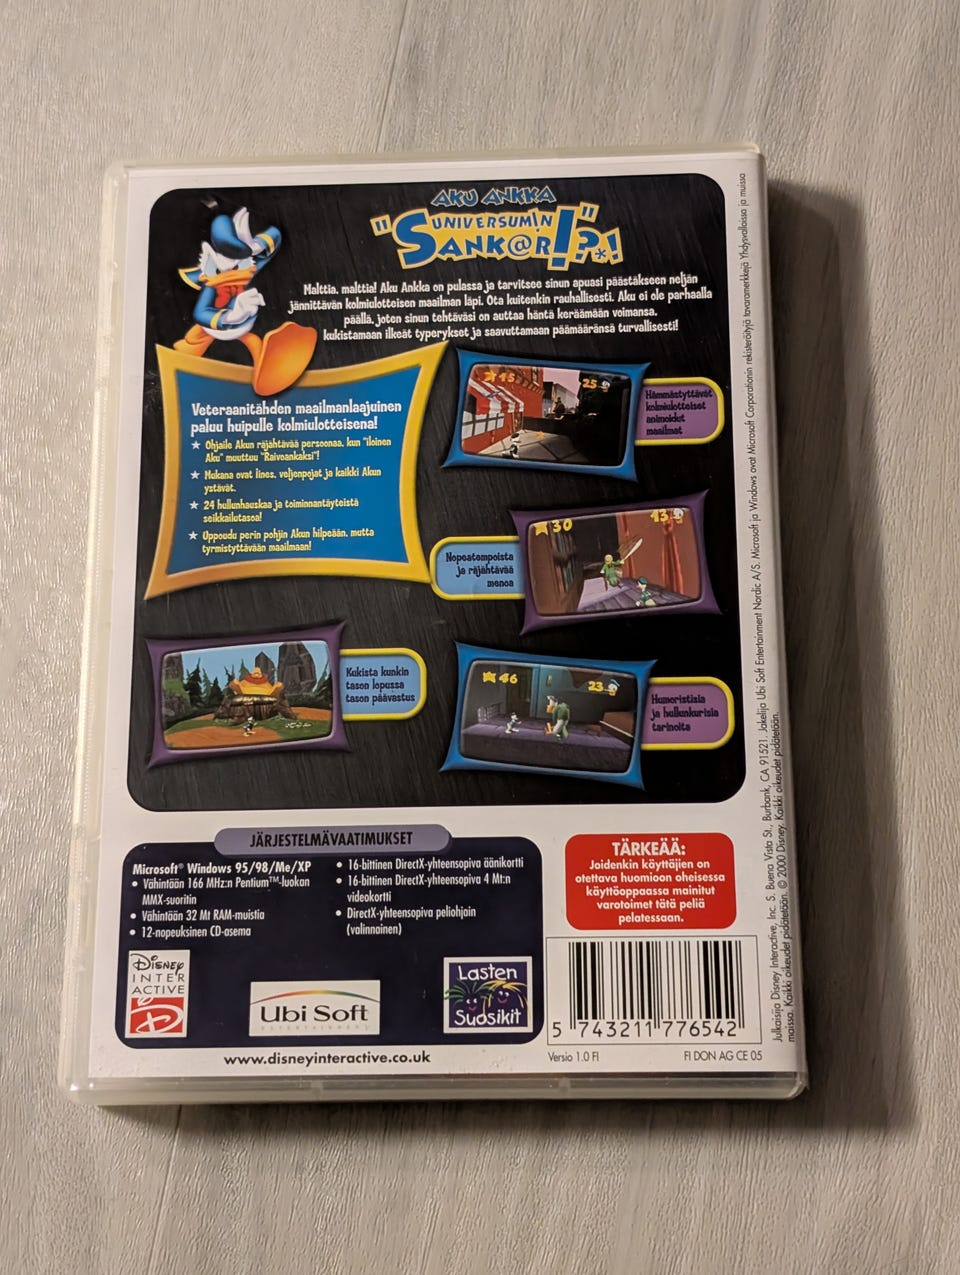 AKU ANKKA
"UNIVERSUMIN
SANK@R!?*!"
Malttia, malttia! Aku Ankka on pulassa ja tarvitsee sinun apuasi päästäkseen neljän
jännittävän kolmiulotteisen maailman läpi. Ota kuitenkin rauhallisesti. Aku ei ole parhaalla
päällä, joten sinun tehtäväsi on auttaa häntä keräämään voimansa,
kukistamaan ilkeät typerykset ja saavuttamaan päämääränsä turvallisesti!
Veteraanitähden maailmanlaajuinen
paluu huipulle kolmiulotteisena!
★ Ohjaile Akun räjähtävää persoonaa, kun "iloinen
Aku" muuttuu "Raivoankaksi"!
★ Mukana ovat Iines, veljenpojat ja kaikki Akun
ystävät.
★ 24 hullunhauskaa ja toiminnantäyteistä
seikkailutasoa!
★ Uppoudu perin pohjin Akun hilpeään, mutta
tyrmistyttävään maailmaan!
45
25
Hämmästyttävät
kolmiulotteiset
animoidut
maailmat
30
43
Nopeatempoista
ja räjähtävää
menoa
Kukista kunkin
tason lopussa
tason päävastus
46
23
Humoristisia
ja hullunkurisia
tarinoita
JÄRJESTELMÄVAATIMUKSET
Microsoft® Windows 95/98/Me/XP
• Vähintään 166 MHz:n Pentium™-luokan
MMX-suoritin
• Vähintään 32 Mt RAM-muistia
• 12-nopeuksinen CD-asema
• 16-bittinen DirectX-yhteensopiva äänikortti
• 16-bittinen DirectX-yhteensopiva 4 Mt:n
videokortti
• DirectX-yhteensopiva peliohjain
(valinnainen)
TÄRKEÄÄ:
Joidenkin käyttäjien on
otettava huomioon oheisessa
käyttöoppaassa mainitut
varotoimet tätä peliä
pelatessaan.
Disney
INTER
ACTIVE
D
Ubi Soft
ENTERTAINMENT
Lasten
Suosikit
5 743211 776542
www.disneyinteractive.co.uk
Versio 1.0 FI
FI DON AG CE 05
Julkaisija Disney Interactive, Inc. S. Buena Vista St., Burbank, CA 91521. Jakelija Ubi Soft Entertainment Nordic A/S. Microsoft ja Windows ovat Microsoft Corporationin rekisteröityjä tavaramerkkejä Yhdysvalloissa ja muissa
maissa. Kaikki oikeudet pidätetään. © 2000 Disney. Kaikki oikeudet pidätetään.